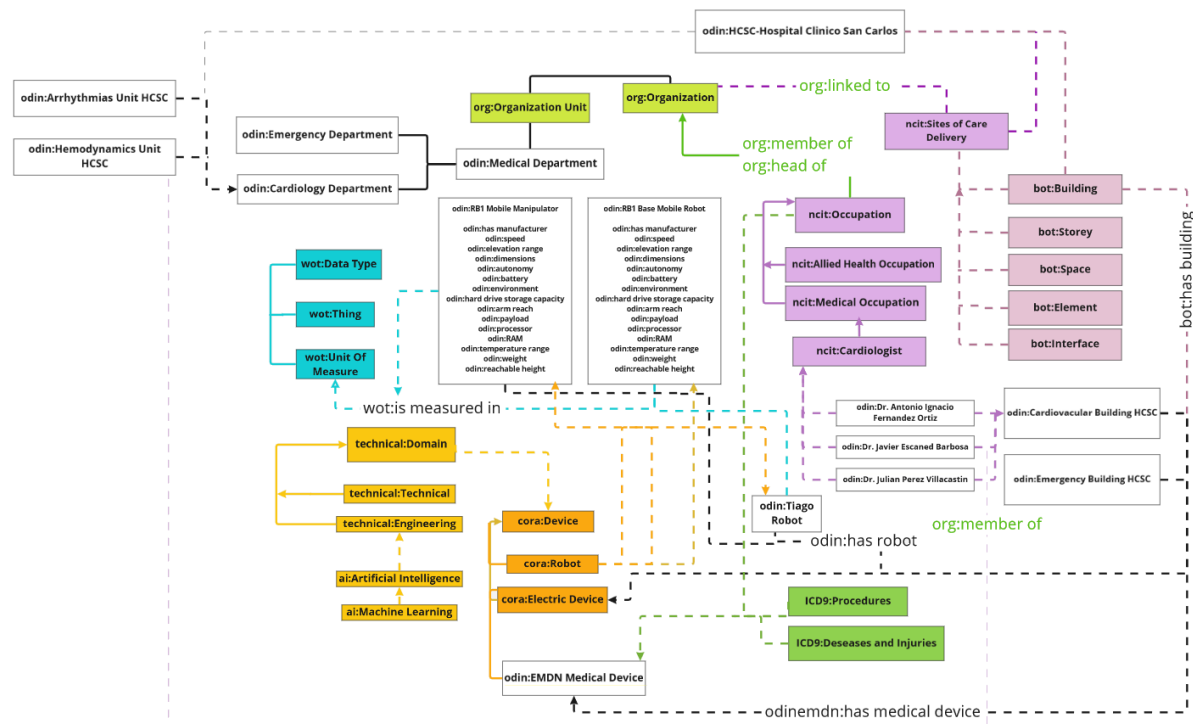 odin:HCSC-Hospital Clinico San Carlos
odin:Arrhythmias Unit HCSC
odin:Hemodynamics Unit
HCSC
odin:Emergency Department
odin:Cardiology Department
org:Organization Unit
odin:Medical Department
org:Organization
org:linked to
ncit:Sites of Care
Delivery
org:member of
org:head of
ncit:Occupation
ncit:Allied Health Occupation
ncit:Medical Occupation
ncit:Cardiologist
bot:Building
bot:Storey
bot:Space
bot:Element
bot:Interface
bot:has building
wot:Data Type
wot:Thing
wot:Unit Of
Measure
odin:RB1 Mobile Manipulator
odin:has manufacturer
odin:speed
odin:elevation range
odin:dimensions
odin:autonomy
odin:battery
odin:environment
odin:hard drive storage capacity
odin:arm reach
odin:payload
odin:processor
odin:RAM
odin:temperature range
odin:weight
odin:reachable height
odin:RB1 Base Mobile Robot
odin:has manufacturer
odin:speed
odin:elevation range
odin:dimensions
odin:autonomy
odin:battery
odin:environment
odin:hard drive storage capacity
odin:arm reach
odin:payload
odin:processor
odin:RAM
odin:temperature range
odin:weight
odin:reachable height
wot:is measured in
odin:Dr. Antonio Ignacio
Fernandez Ortiz
odin:Dr. Javier Escaned Barbosa
odin:Dr. Julian Perez Villacastin
odin:Cardiovacular Building HCSC
odin:Emergency Building HCSC
technical:Domain
technical:Technical
technical:Engineering
ai:Artificial Intelligence
ai:Machine Learning
cora:Device
cora:Robot
cora:Electric Device
odin:Tiago
Robot
org:member of
odin:has robot
ICD9:Procedures
ICD9:Deseases and Injuries
odin:EMDN Medical Device
odinemdn:has medical device